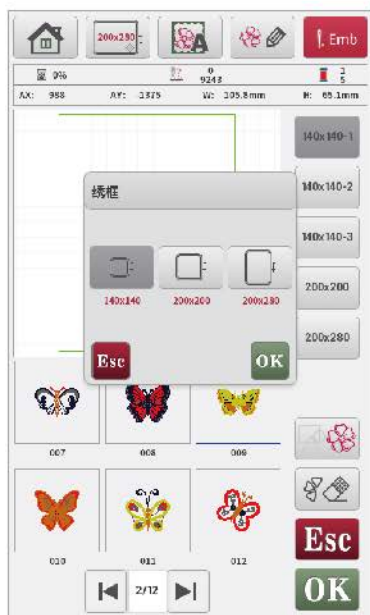 200x280
A
Emb
0%
0
9243
1
5
AX: 988 AY: 1375 W: 105.8mm H: 65.1mm
140x140-1
绣框
140x140-2
140x140-3
140x140 200x200 200x280
200x200
Esc OK
200x280
007 008 009
010 011 012
Esc
2/12
OK